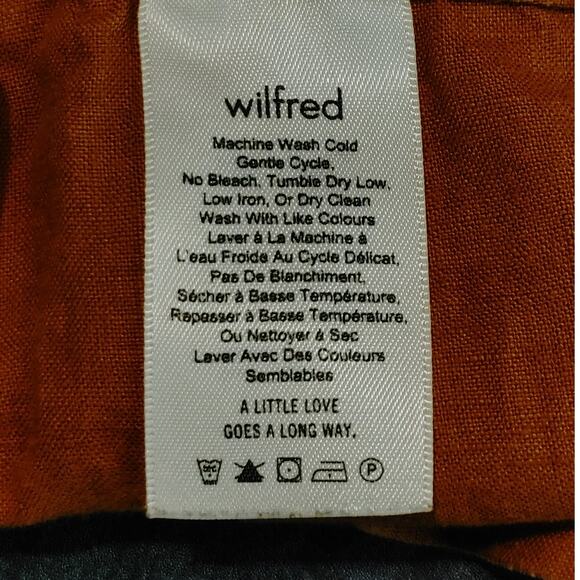 wilfred
Machine Wash Cold
Gentle Cycle,
No Bleach, Tumble Dry Low,
Low Iron, Or Dry Clean
Wash With Like Colours
Laver à La Machine à
L'eau Froide Au Cycle Délicat,
Pas De Blanchiment,
Sécher à Basse Température,
Repasser à Basse Température,
Ou Nettoyer à Sec
Laver Avec Des Couleurs
Semblables
A LITTLE LOVE
GOES A LONG WAY.
P